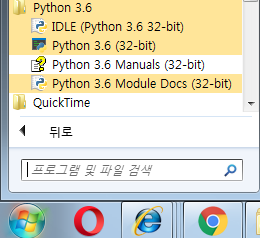 Python 3.6
IDLE (Python 3.6 32-bit)
Python 3.6 (32-bit)
Python 3.6 Manuals (32-bit)
Python 3.6 Module Docs (32-bit)
QuickTime
뒤로
프로그램 및 파일 검색